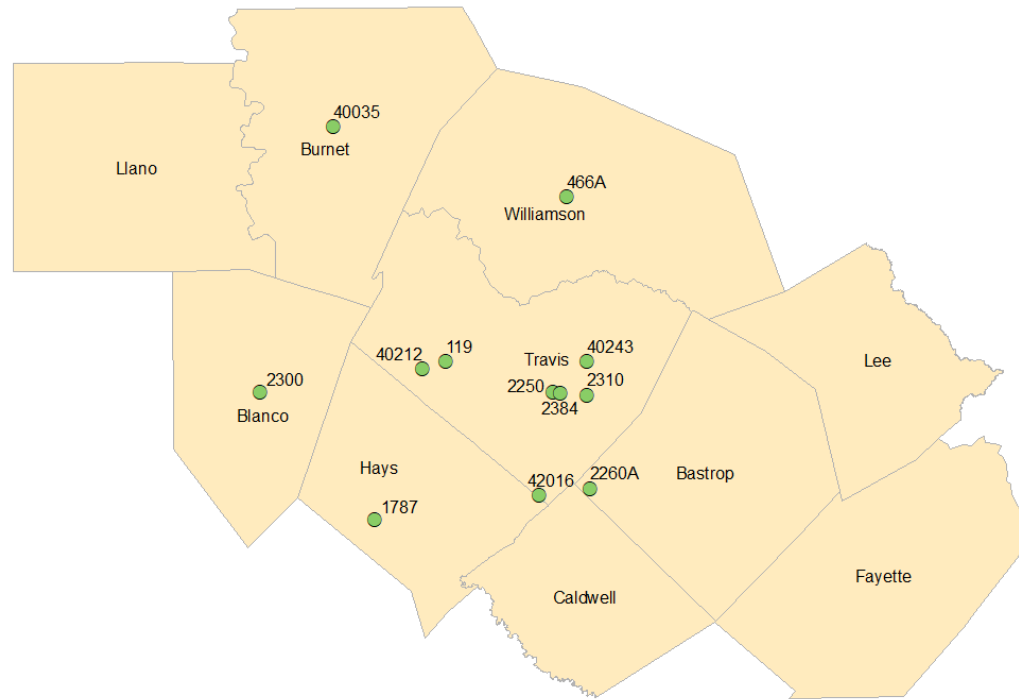 40035
Burnet
Llano
466A
Williamson
119
40212
Travis
40243
Lee
2300
2250
2310
2384
Blanco
Hays
Bastrop
2260A
42016
1787
Fayette
Caldwell